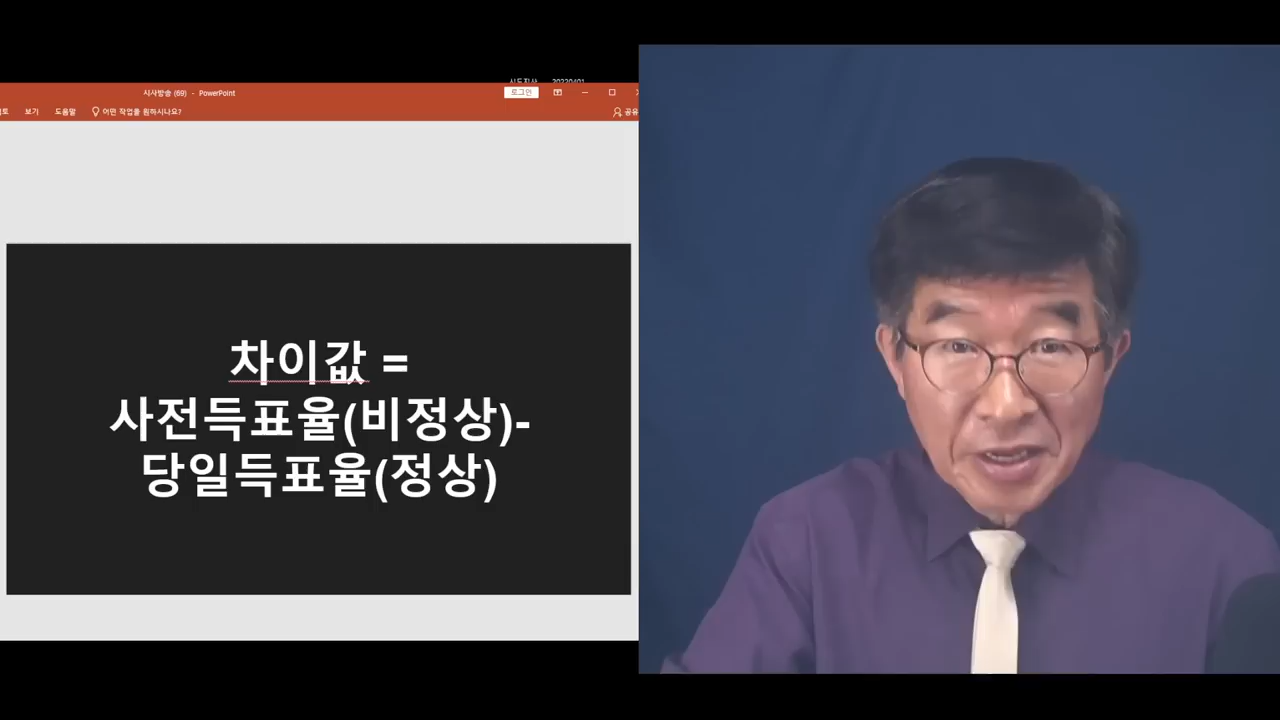 시사방송 (69) - PowerPoint
로그인
보기
도움말
어떤 작업을 원하시나요?
공유
차이값 =
사전득표율(비정상)-
당일득표율(정상)